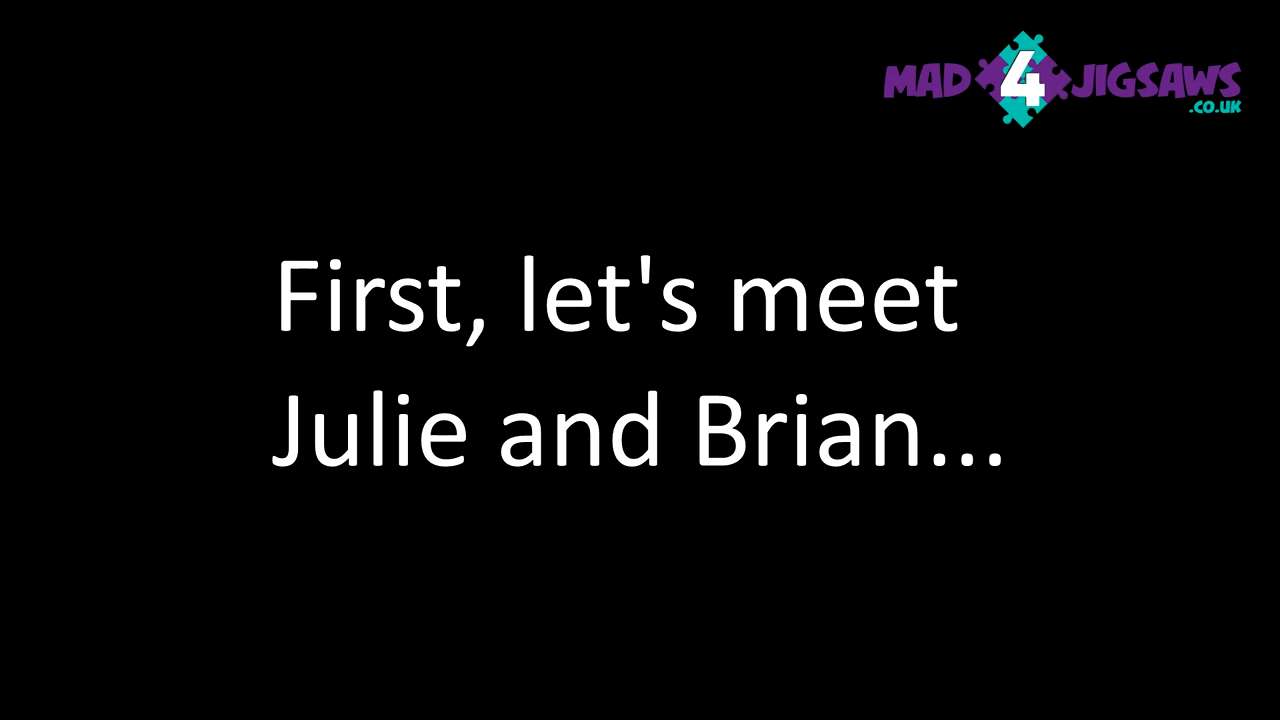 MAD 4 JIGSAWS
.CO.UK
First, let's meet
Julie and Brian...